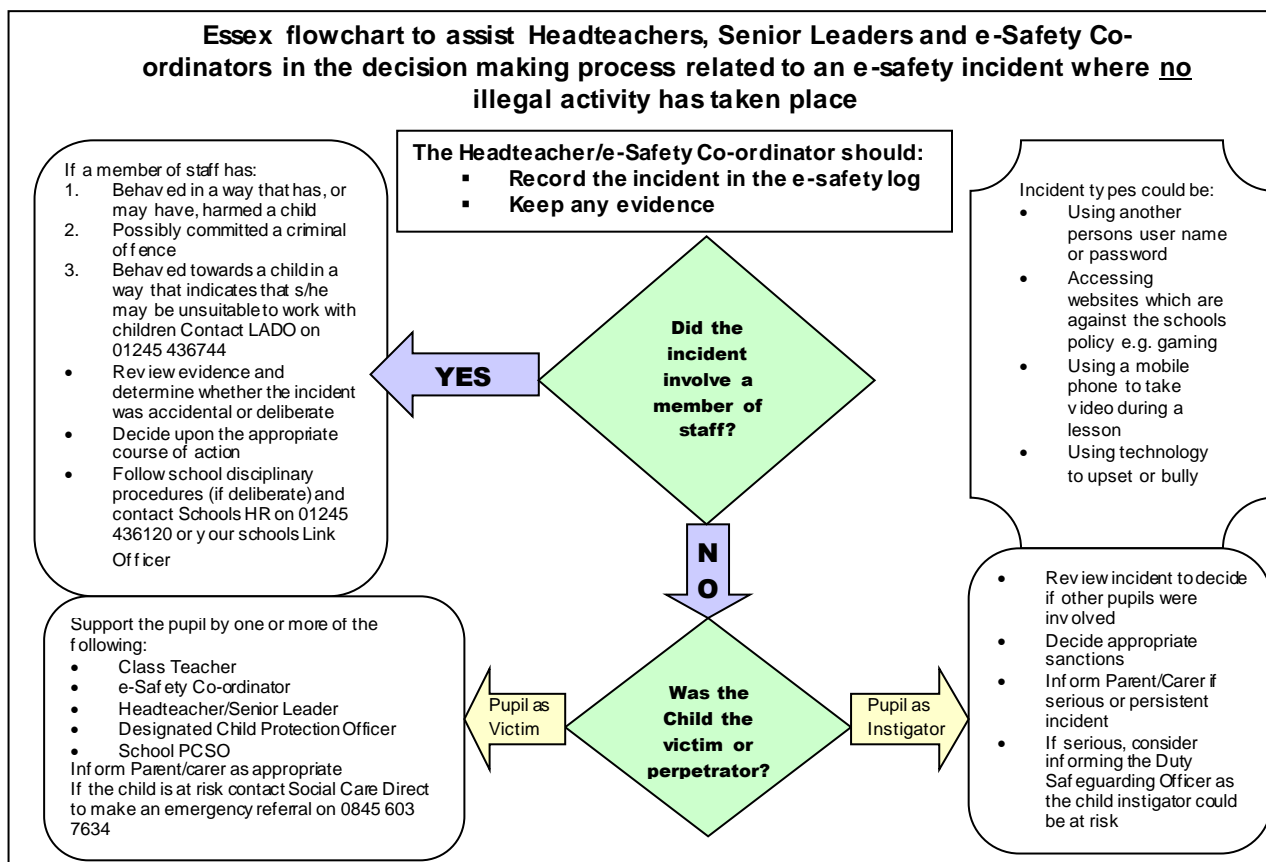 Essex flowchart to assist Headteachers, Senior Leaders and e-Safety Co-
ordinators in the decision making process related to an e-safety incident where no
illegal activity has taken place
The Headteacher/e-Safety Co-ordinator should:
▪ Record the incident in the e-safety log
▪ Keep any evidence
If a member of staff has:
1. Behaved in a way that has, or
may have, harmed a child
2. Possibly committed a criminal
offence
3. Behaved towards a child in a
way that indicates that s/he
may be unsuitable to work with
children Contact LADO on
01245 436744
• Review evidence and
determine whether the incident
was accidental or deliberate
• Decide upon the appropriate
course of action
• Follow school disciplinary
procedures (if deliberate) and
contact Schools HR on 01245
436120 or your schools Link
Officer
YES
Did the
incident
involve a
member of
staff?
Incident types could be:
• Using another
persons user name
or password
• Accessing
websites which are
against the schools
policy e.g. gaming
• Using a mobile
phone to take
video during a
lesson
• Using technology
to upset or bully
N
O
Support the pupil by one or more of the
following:
• Class Teacher
• e-Safety Co-ordinator
• Headteacher/Senior Leader
• Designated Child Protection Officer
• School PCSO
Inform Parent/carer as appropriate
If the child is at risk contact Social Care Direct
to make an emergency referral on 0845 603
7634
Pupil as
Victim
Was the
Child the
victim or
perpetrator?
Pupil as
Instigator
• Review incident to decide
if other pupils were
involved
• Decide appropriate
sanctions
• Inform Parent/Carer if
serious or persistent
incident
• If serious, consider
informing the Duty
Safeguarding Officer as
the child instigator could
be at risk